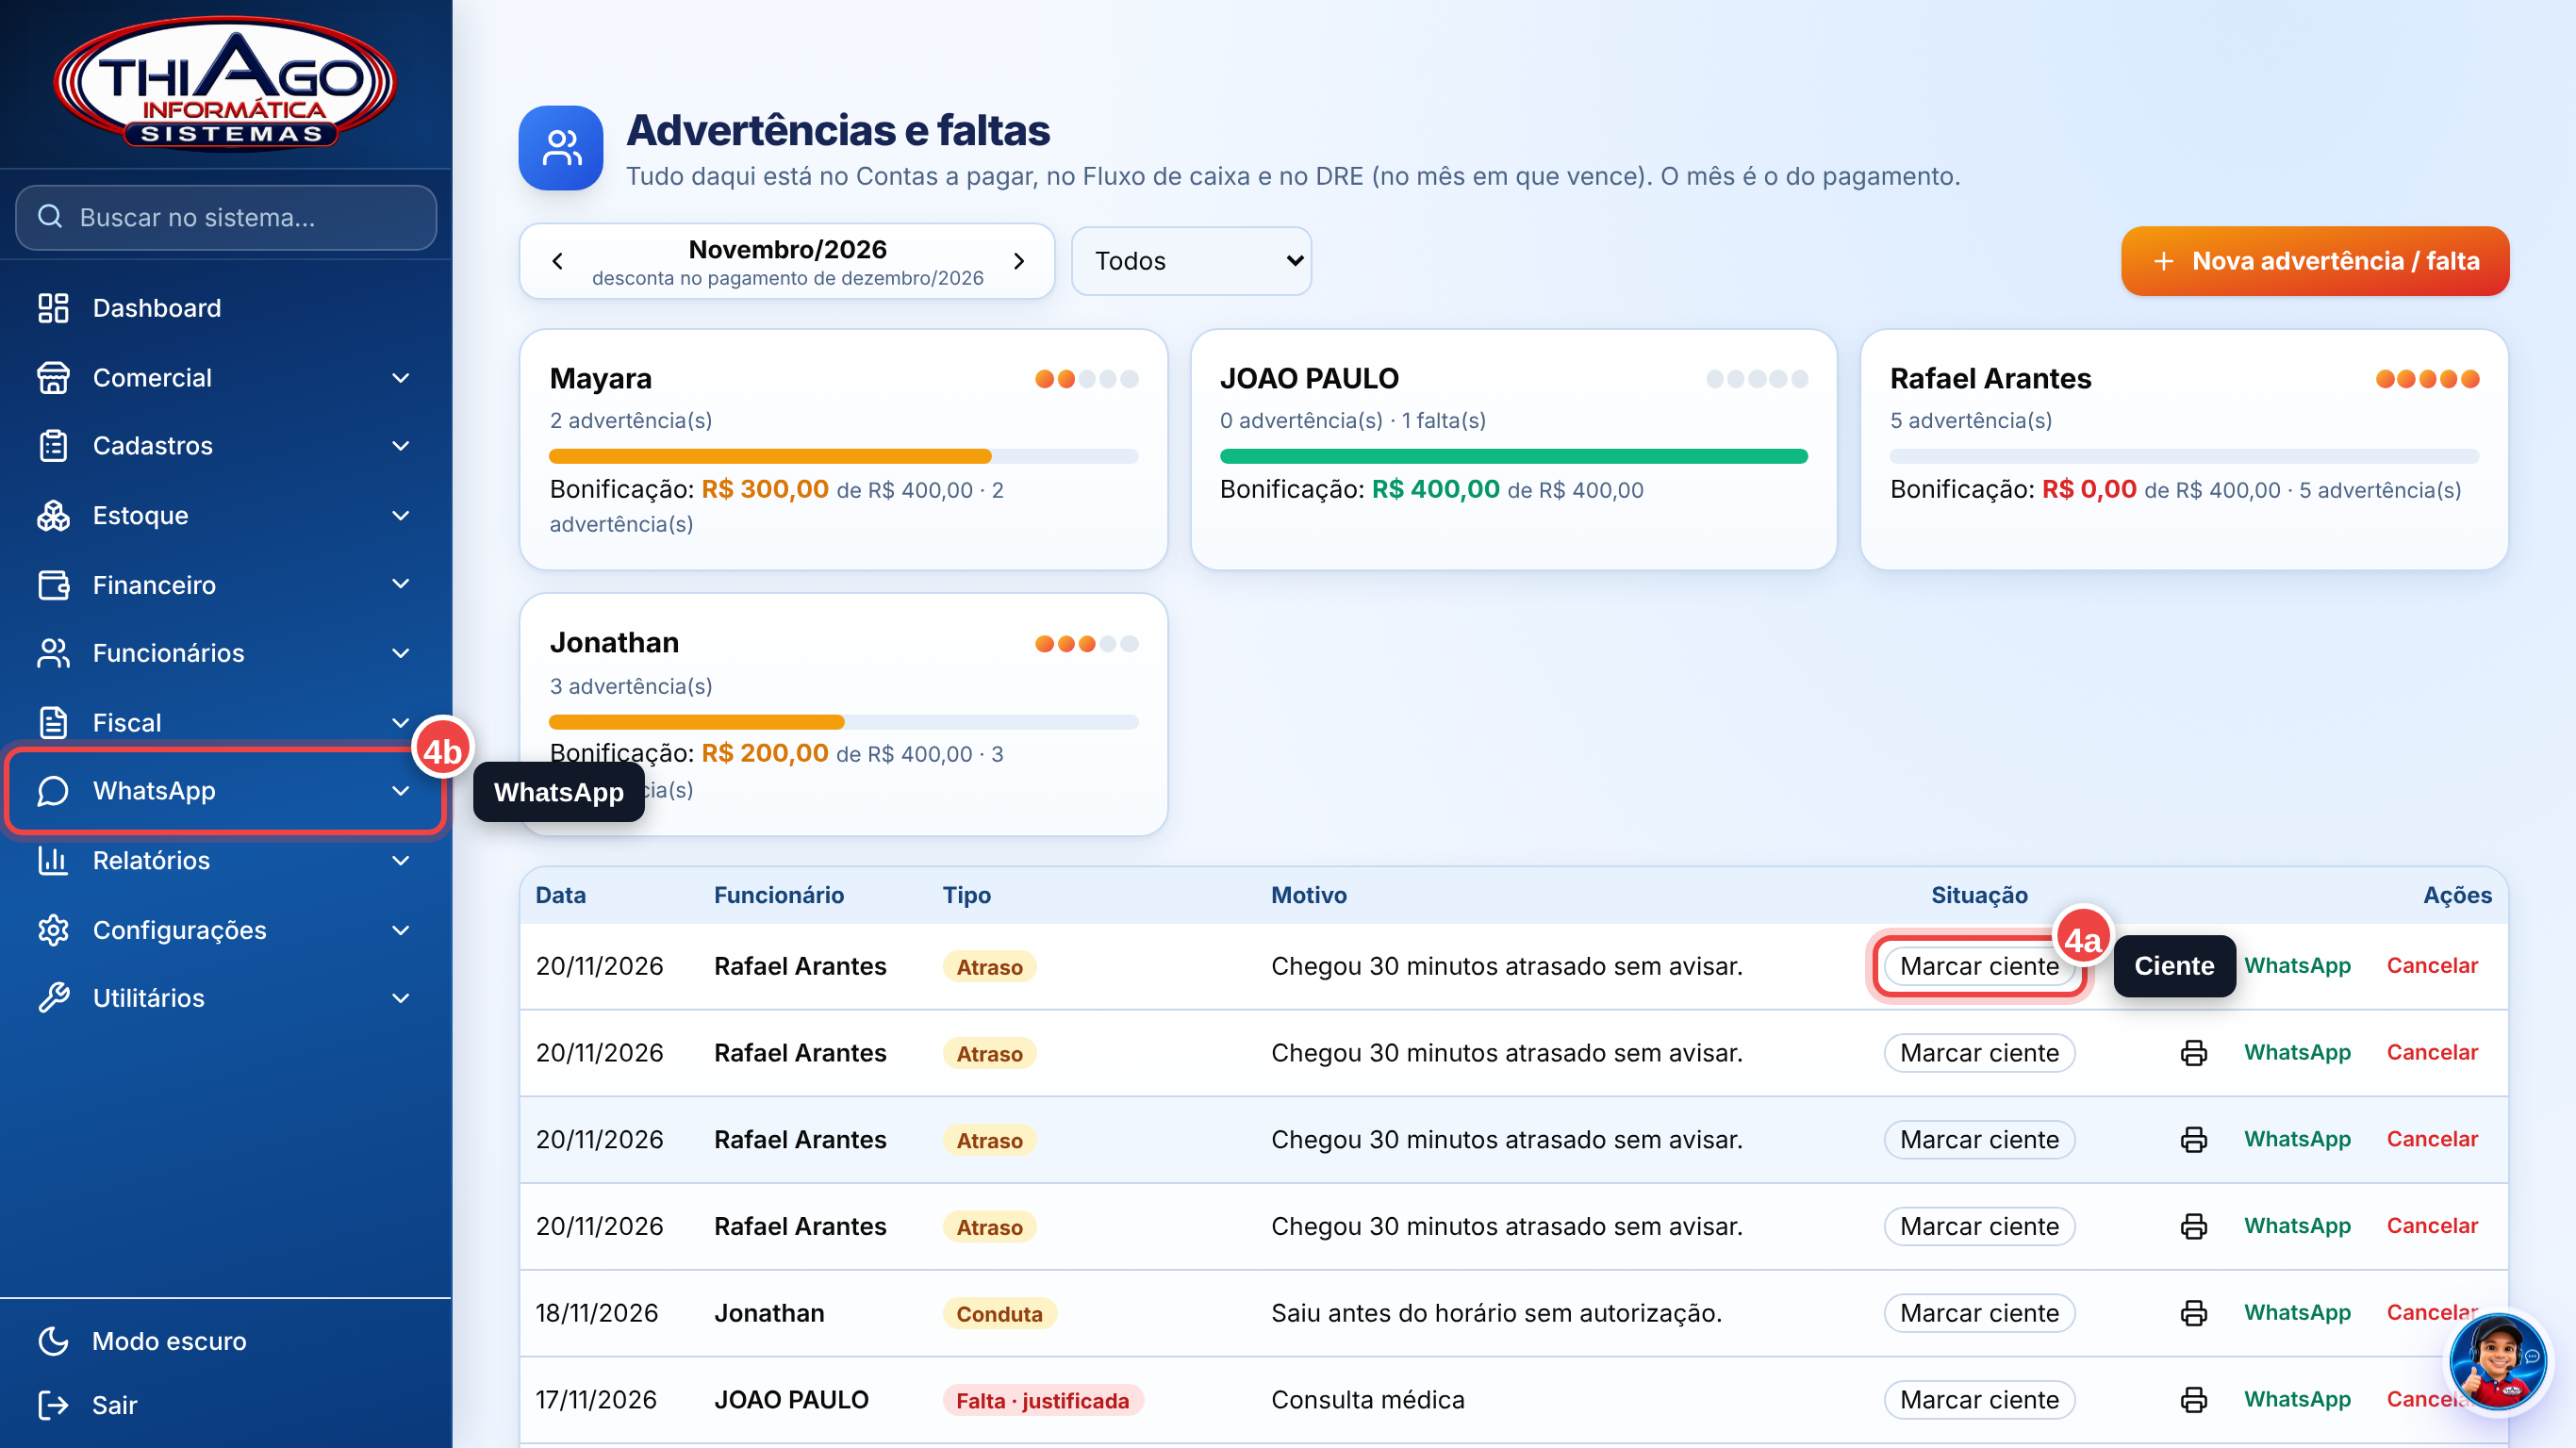 THIAGO
INFORMÁTICA
SISTEMAS
Buscar no sistema...
Dashboard
Comercial
Cadastros
Estoque
Financeiro
Funcionários
Fiscal
4b
WhatsApp
WhatsApp
Relatórios
Configurações
Utilitários
Modo escuro
Sair
Advertências e faltas
Tudo daqui está no Contas a pagar, no Fluxo de caixa e no DRE (no mês em que vence). O mês é o do pagamento.
Novembro/2026
desconta no pagamento de dezembro/2026
Todos
+ Nova advertência / falta
Mayara
2 advertência(s)
Bonificação: R$ 300,00 de R$ 400,00 · 2
advertência(s)
JOAO PAULO
0 advertência(s) · 1 falta(s)
Bonificação: R$ 400,00 de R$ 400,00
Rafael Arantes
5 advertência(s)
Bonificação: R$ 0,00 de R$ 400,00 · 5 advertência(s)
Jonathan
3 advertência(s)
Bonificação: R$ 200,00 de R$ 400,00 · 3
cia(s)
Data Funcionário Tipo Motivo Situação Ações
4a
20/11/2026 Rafael Arantes Atraso Chegou 30 minutos atrasado sem avisar. Marcar ciente Ciente WhatsApp Cancelar
20/11/2026 Rafael Arantes Atraso Chegou 30 minutos atrasado sem avisar. Marcar ciente WhatsApp Cancelar
20/11/2026 Rafael Arantes Atraso Chegou 30 minutos atrasado sem avisar. Marcar ciente WhatsApp Cancelar
20/11/2026 Rafael Arantes Atraso Chegou 30 minutos atrasado sem avisar. Marcar ciente WhatsApp Cancelar
18/11/2026 Jonathan Conduta Saiu antes do horário sem autorização. Marcar ciente WhatsApp Cancelar
17/11/2026 JOAO PAULO Falta · justificada Consulta médica Marcar ciente WhatsApp Cancela